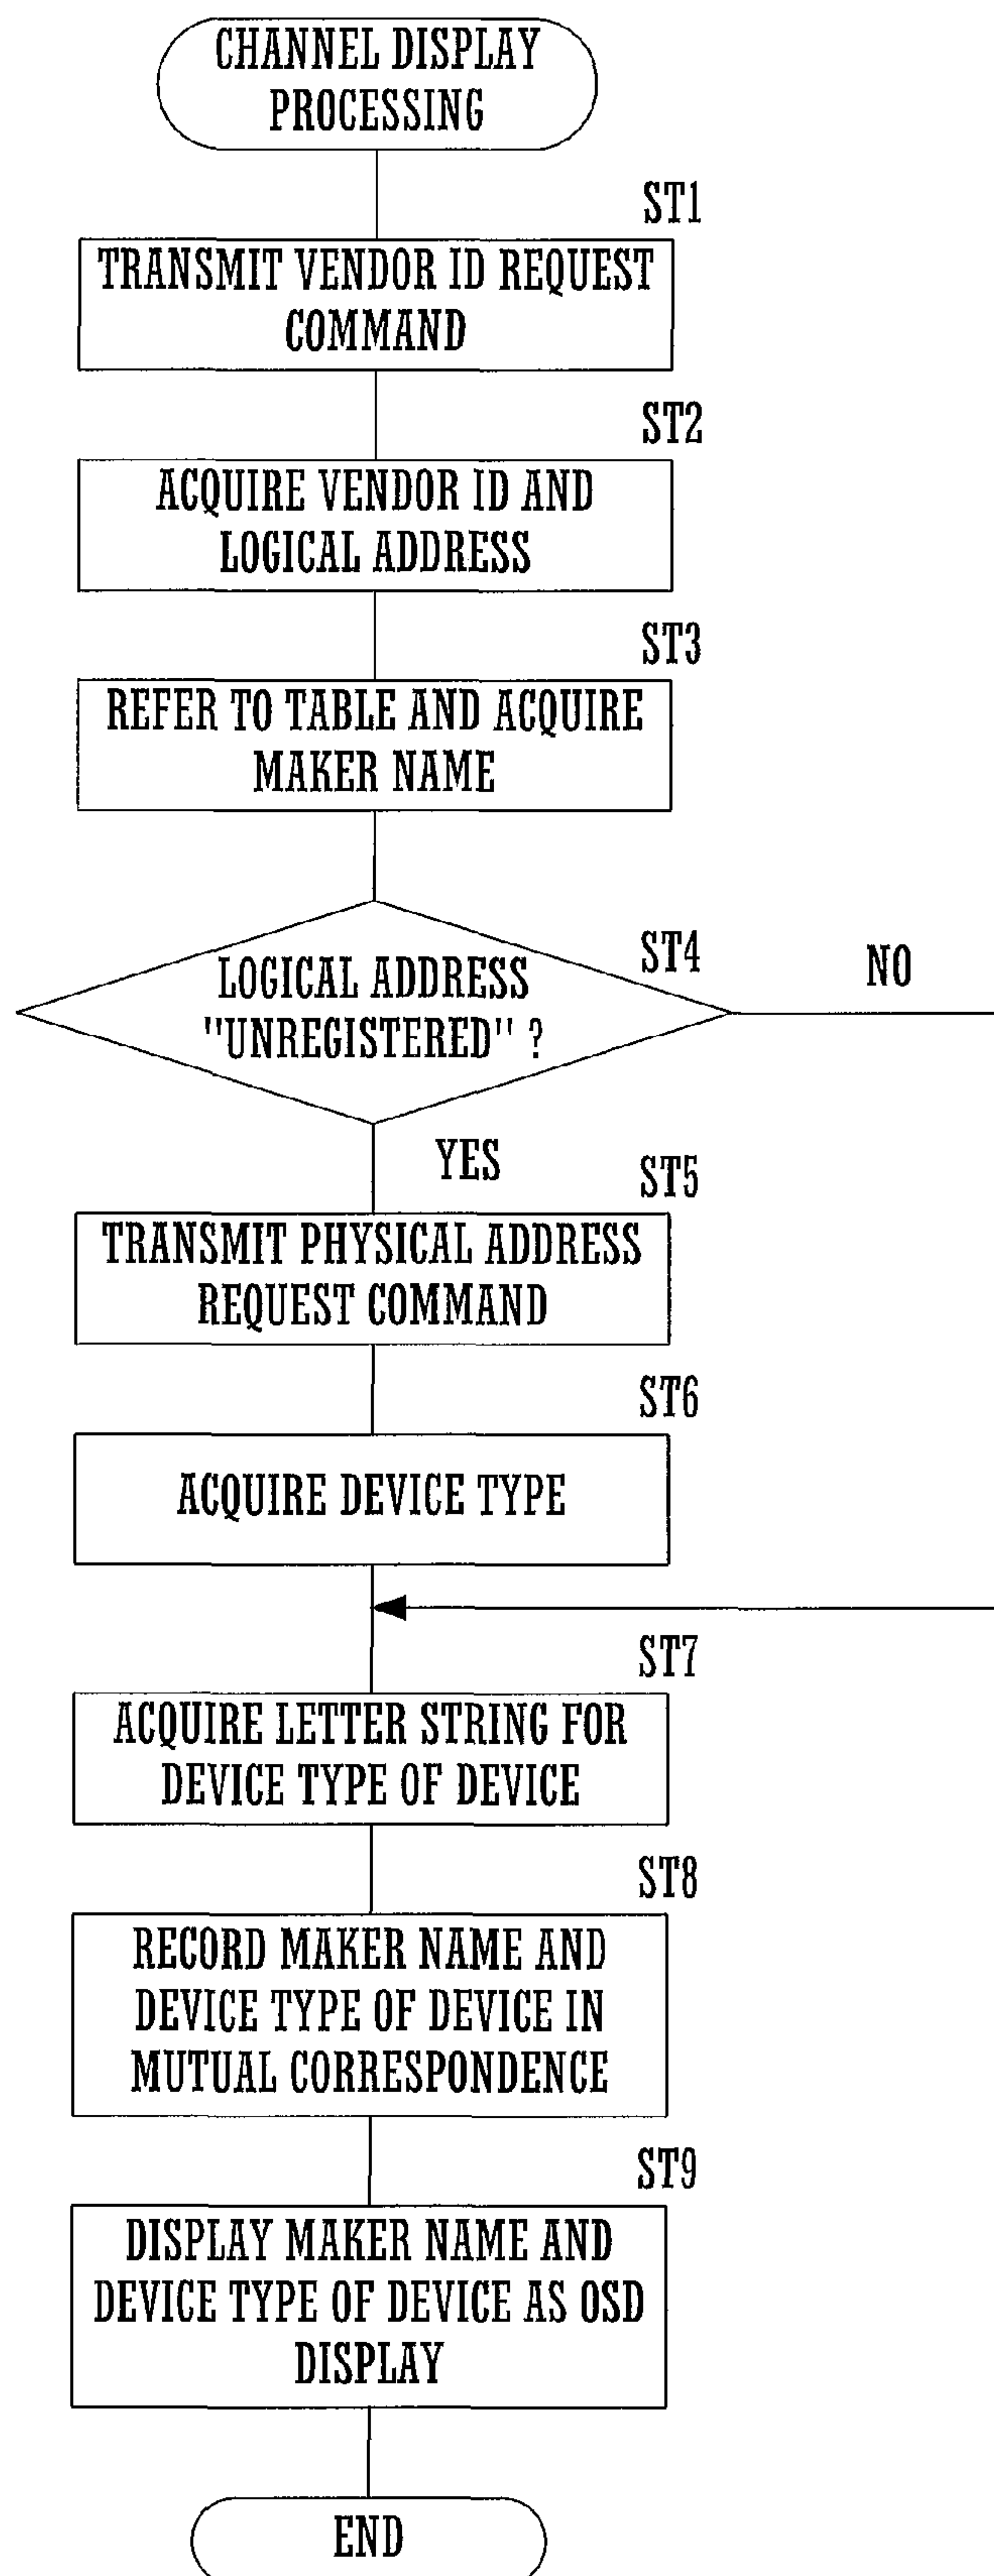 CHANNEL DISPLAY
PROCESSING
ST1
TRANSMIT VENDOR ID REQUEST
COMMAND
ST2
ACQUIRE VENDOR ID AND
LOGICAL ADDRESS
ST3
REFER TO TABLE AND ACQUIRE
MAKER NAME
ST4
NO
LOGICAL ADDRESS
"UNREGISTERED" ?
YES
ST5
TRANSMIT PHYSICAL ADDRESS
REQUEST COMMAND
ST6
ACQUIRE DEVICE TYPE
ST7
ACQUIRE LETTER STRING FOR
DEVICE TYPE OF DEVICE
ST8
RECORD MAKER NAME AND
DEVICE TYPE OF DEVICE IN
MUTUAL CORRESPONDENCE
ST9
DISPLAY MAKER NAME AND
DEVICE TYPE OF DEVICE AS OSD
DISPLAY
END